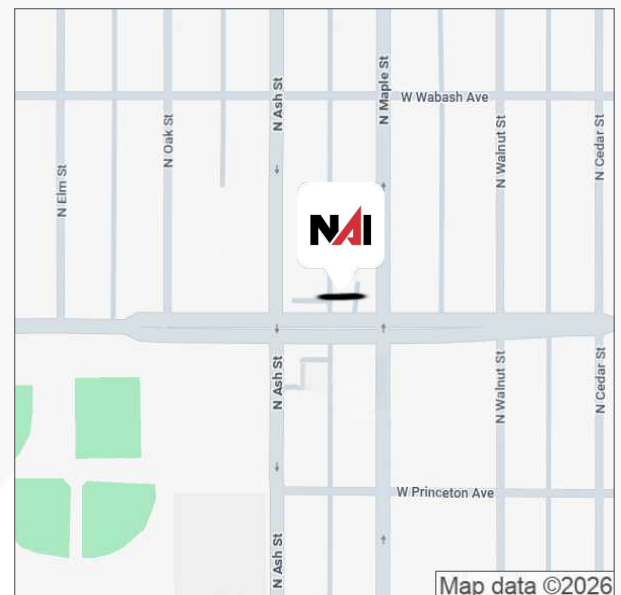 N Ash St
N Maple St
W Wabash Ave
N Oak St
N Walnut St
N Cedar St
N Elm St
NAI
N Ash St
N Walnut St
N Cedar St
W Princeton Ave
N Ash St
Map data ©2026